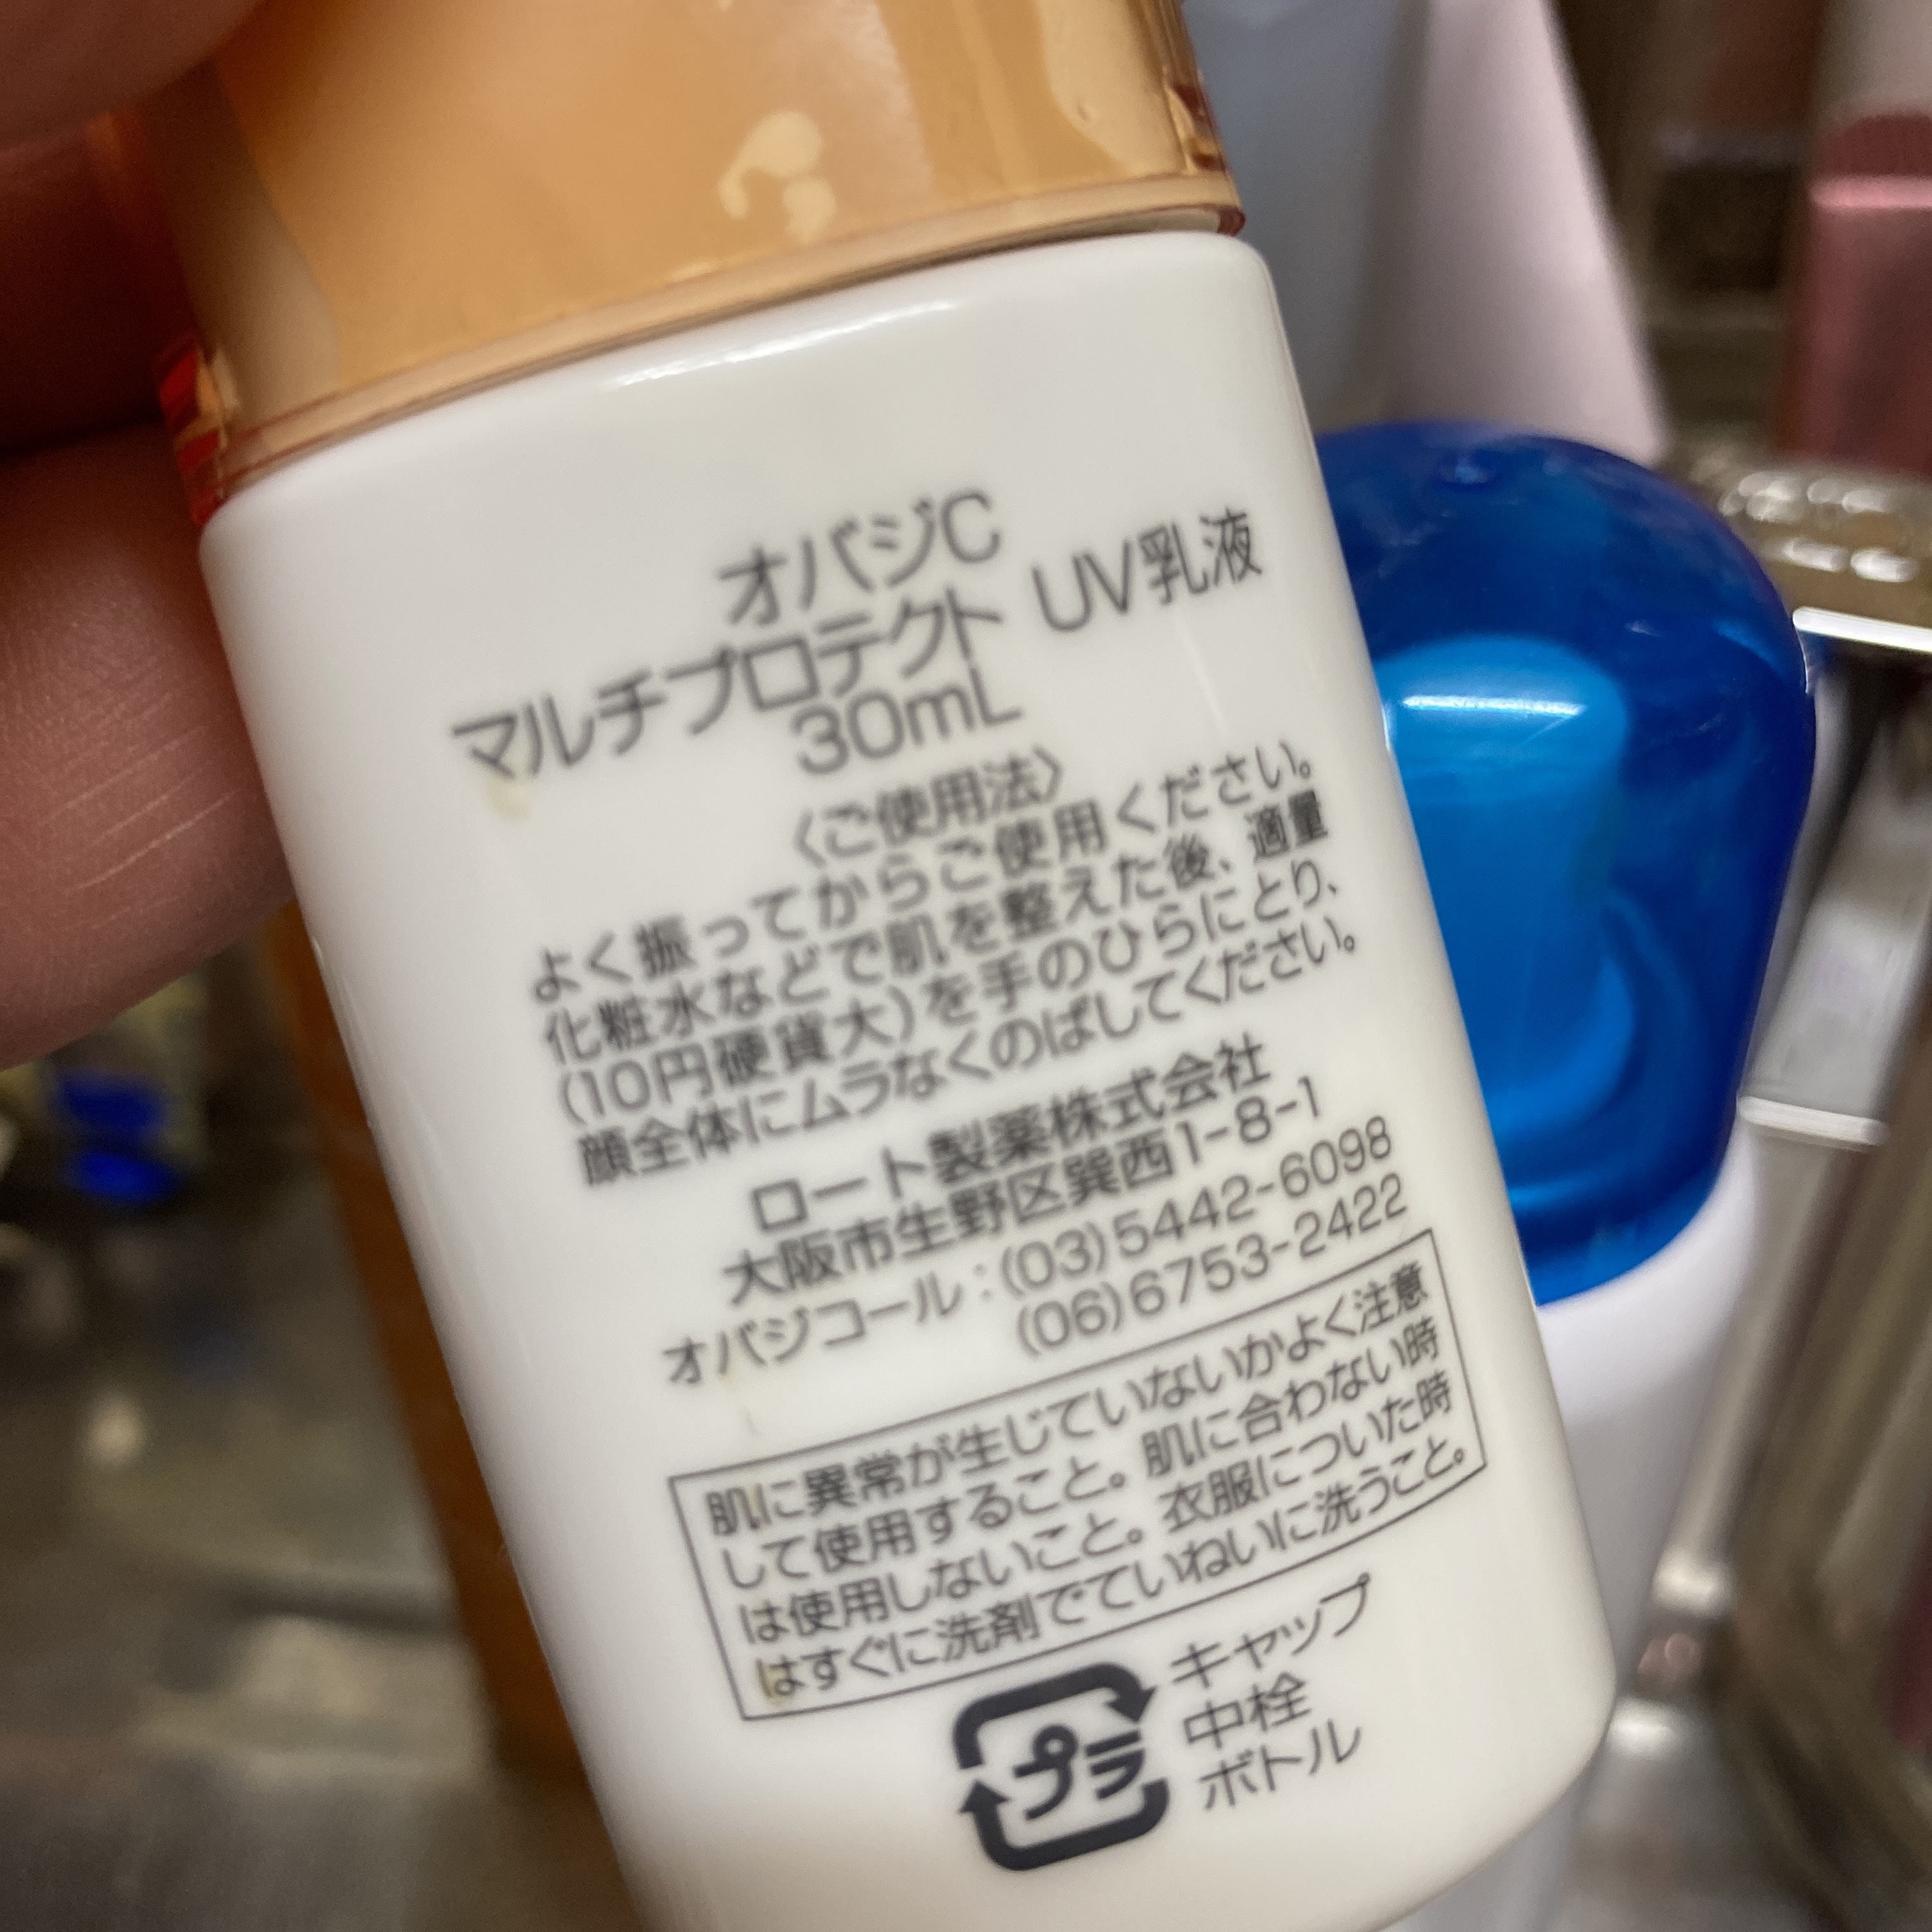 オバジC
マルチプロテクト UV乳液
30mL
〈ご使用法〉
よく振ってからご使用ください。
化粧水などで肌を整えた後、適量
(10円硬貨大)を手のひらにとり、
顔全体にムラなくのばしてください。
ロート製薬株式会社
大阪市生野区巽西1-8-1
オバジコール:(03)5442-6098
(06)6753-2422
肌に異常が生じていないかよく注意
して使用すること。肌に合わない時
は使用しないこと。衣服についた時
はすぐに洗剤でていねいに洗うこと。
プラ
キャップ
中栓
ボトル